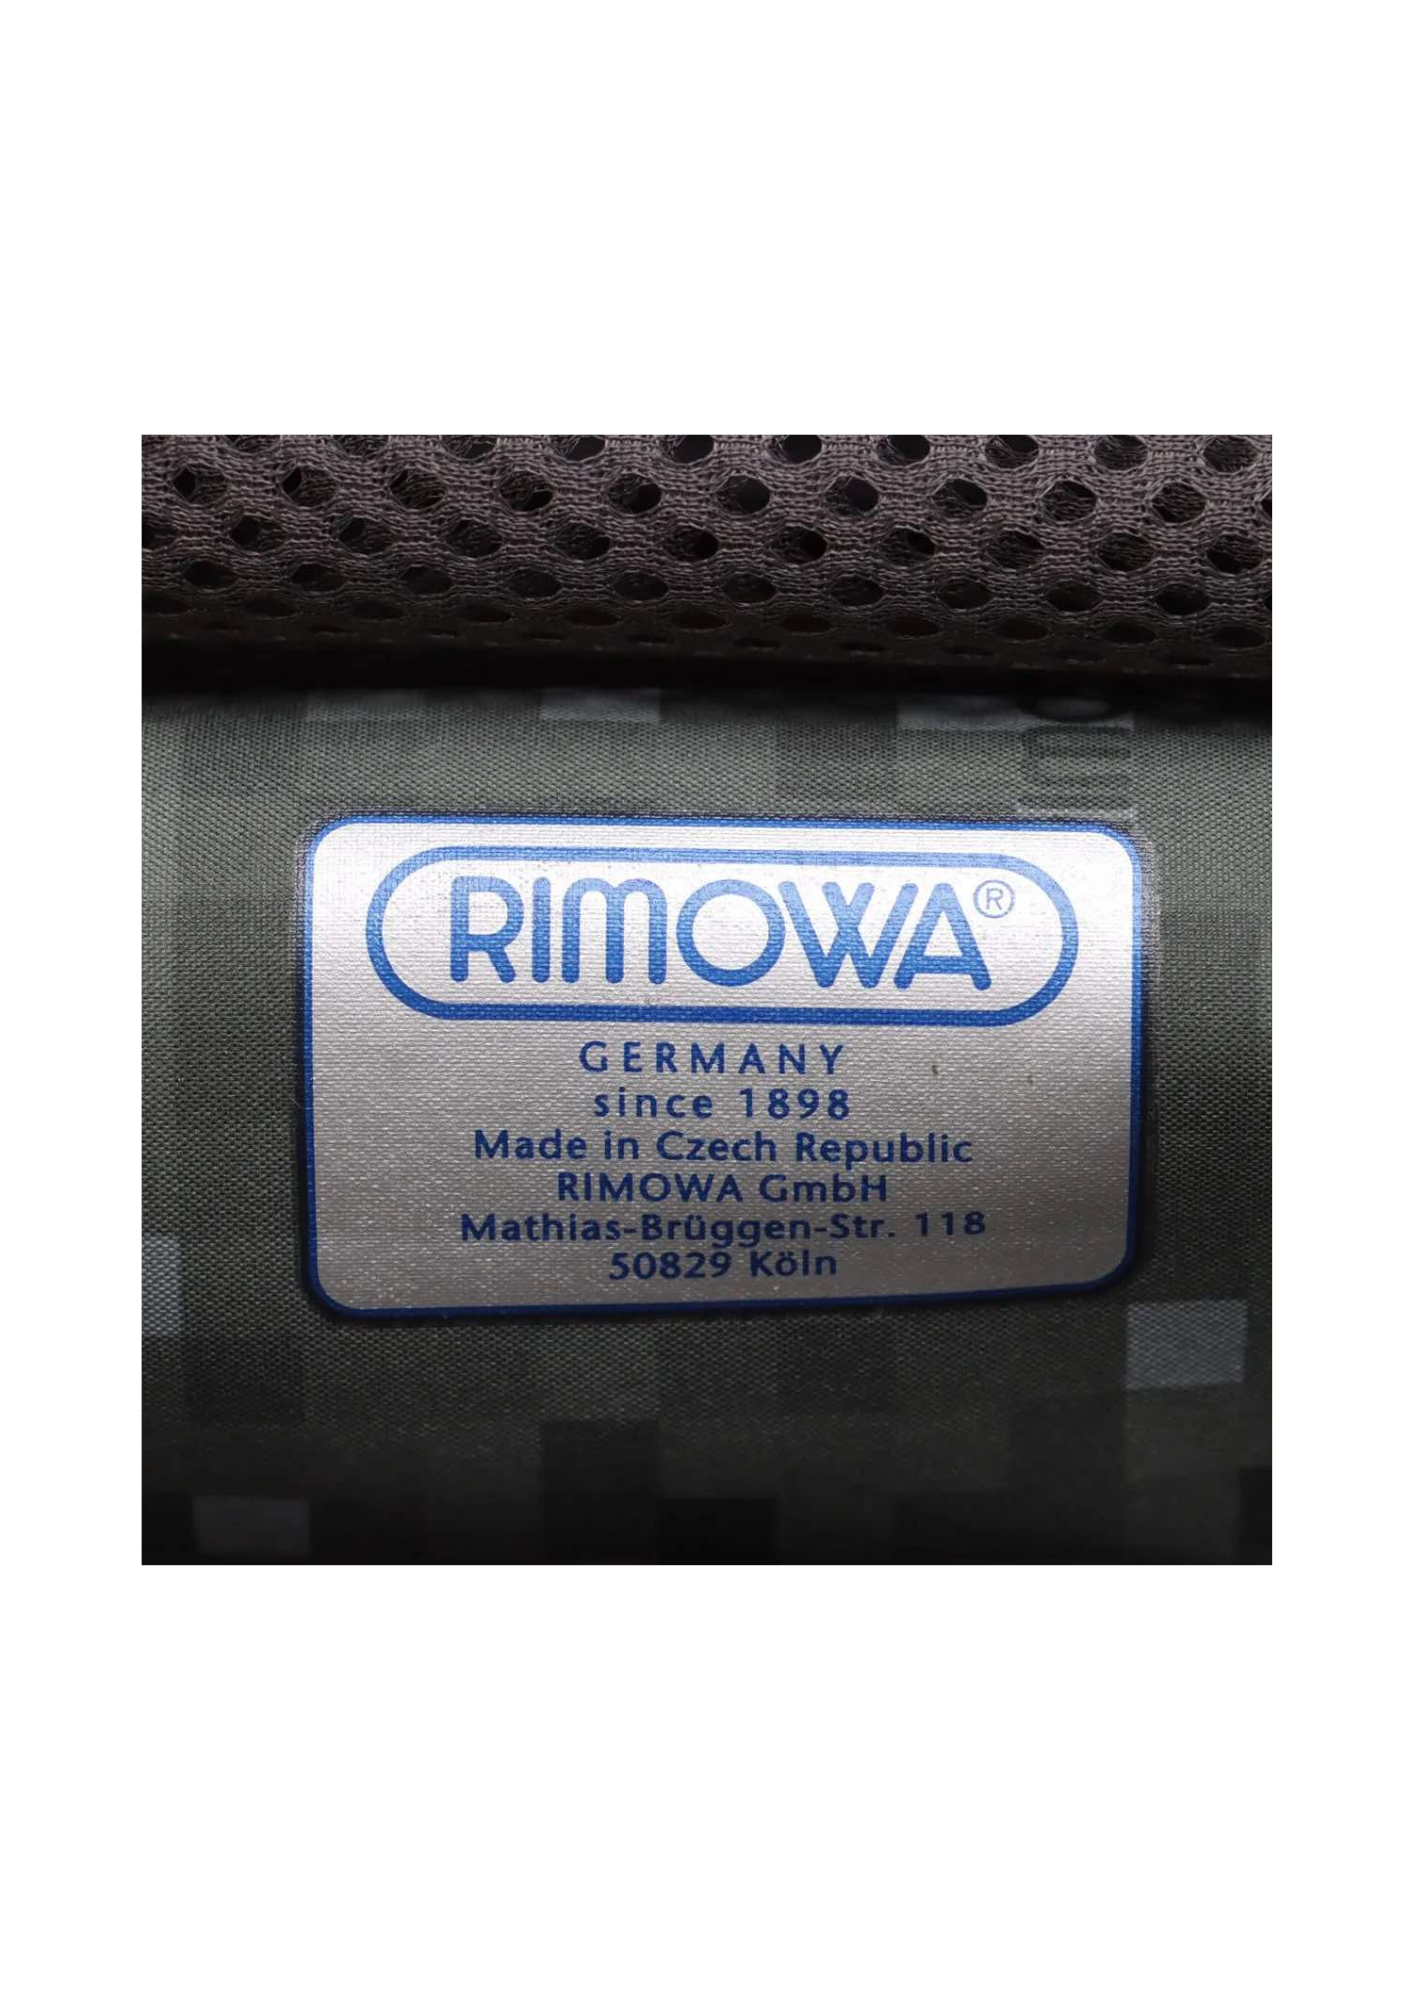 RIMOWA®
GERMANY
since 1898
Made in Czech Republic
RIMOWA GmbH
Mathias-Brüggen-Str. 118
50829 Köln